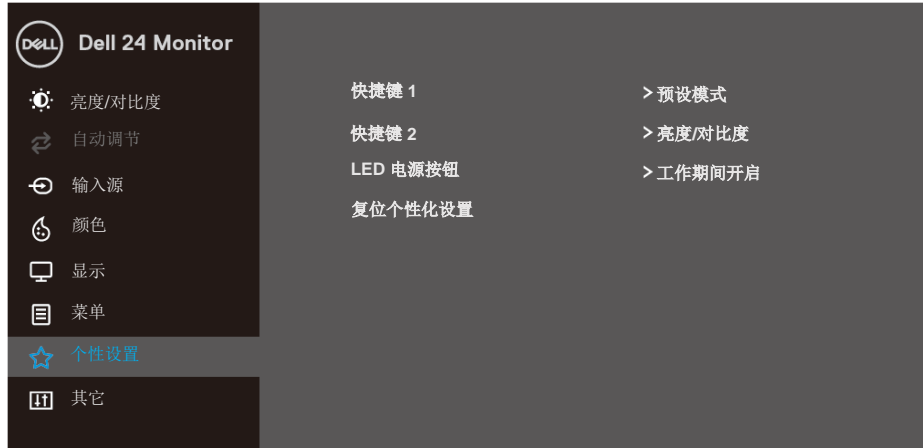 DELL Dell 24 Monitor
亮度/对比度
自动调节
输入源
颜色
显示
菜单
个性设置
其它
快捷键 1 > 预设模式
快捷键 2 > 亮度/对比度
LED 电源按钮 > 工作期间开启
复位个性化设置